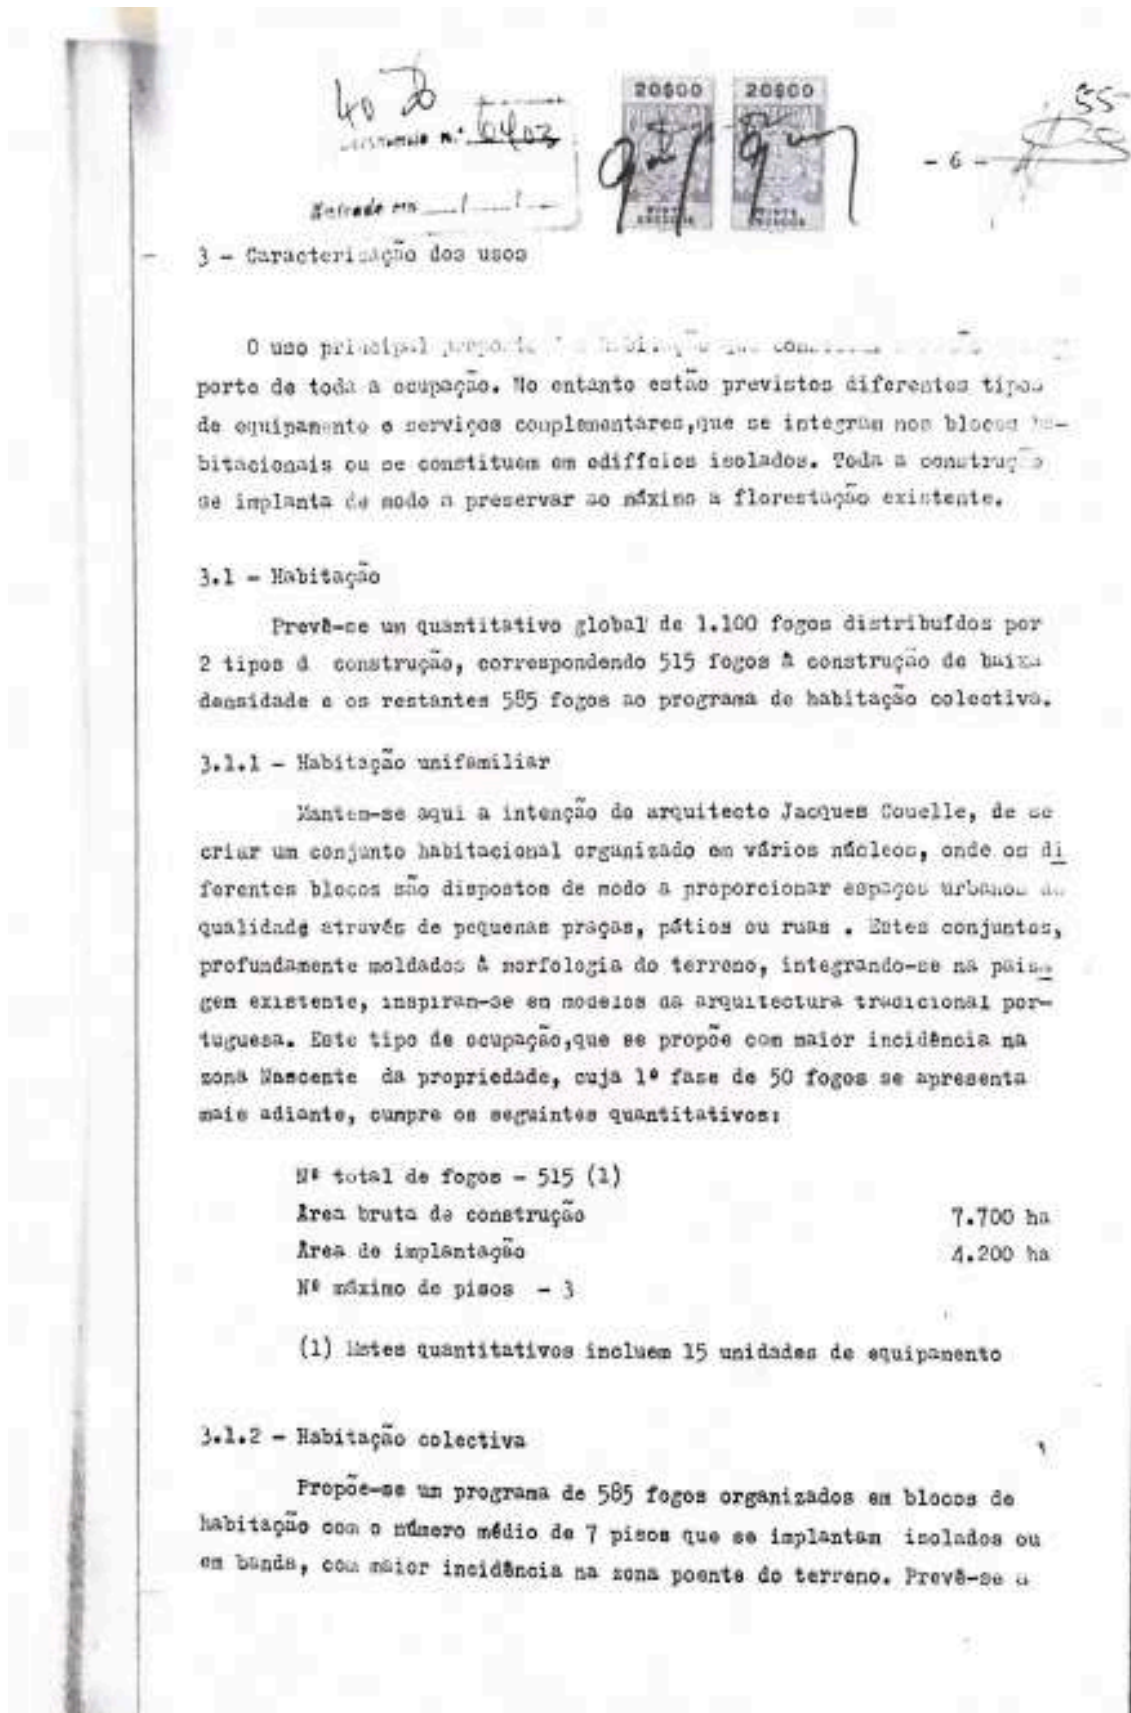 20$00 20$00
6403
- 6 -
55
3 - Caracterização dos usos
O uso principal
porte de toda a ocupação. No entanto estão previstos diferentes tipos
de equipamento e serviços complementares,que se integram nos blocos ha-
bitacionais ou se constituem em edifícios isolados. Toda a construção
se implanta de modo a preservar ao máximo a florestação existente.
3.1 - Habitação
Prevê-se um quantitativo global de 1.100 fogos distribuídos por
2 tipos d construção, correspondendo 515 fogos à construção de baixa
densidade e os restantes 585 fogos ao programa de habitação colectiva.
3.1.1 - Habitação unifamiliar
Mantem-se aqui a intenção do arquitecto Jacques Couelle, de se
criar um conjunto habitacional organizado em vários núcleos, onde os di
ferentes blocos são dispostos de modo a proporcionar espaços urbanos de
qualidade através de pequenas praças, pátios ou ruas . Estes conjuntos,
profundamente moldados à morfologia do terreno, integrando-se na paisa
gem existente, inspiram-se em modelos da arquitectura tradicional por-
tuguesa. Este tipo de ocupação,que se propõe com maior incidência na
zona Nascente da propriedade, cuja 1ª fase de 50 fogos se apresenta
mais adiante, cumpre os seguintes quantitativos:
Nº total de fogos - 515 (1)
Área bruta de construção 7.700 ha
Área de implantação 4.200 ha
Nº máximo de pisos - 3
(1) Estes quantitativos incluem 15 unidades de equipamento
3.1.2 - Habitação colectiva
Propõe-se um programa de 585 fogos organizados em blocos de
habitação com o número médio de 7 pisos que se implantam isolados ou
em banda, com maior incidência na zona poente do terreno. Prevê-se a